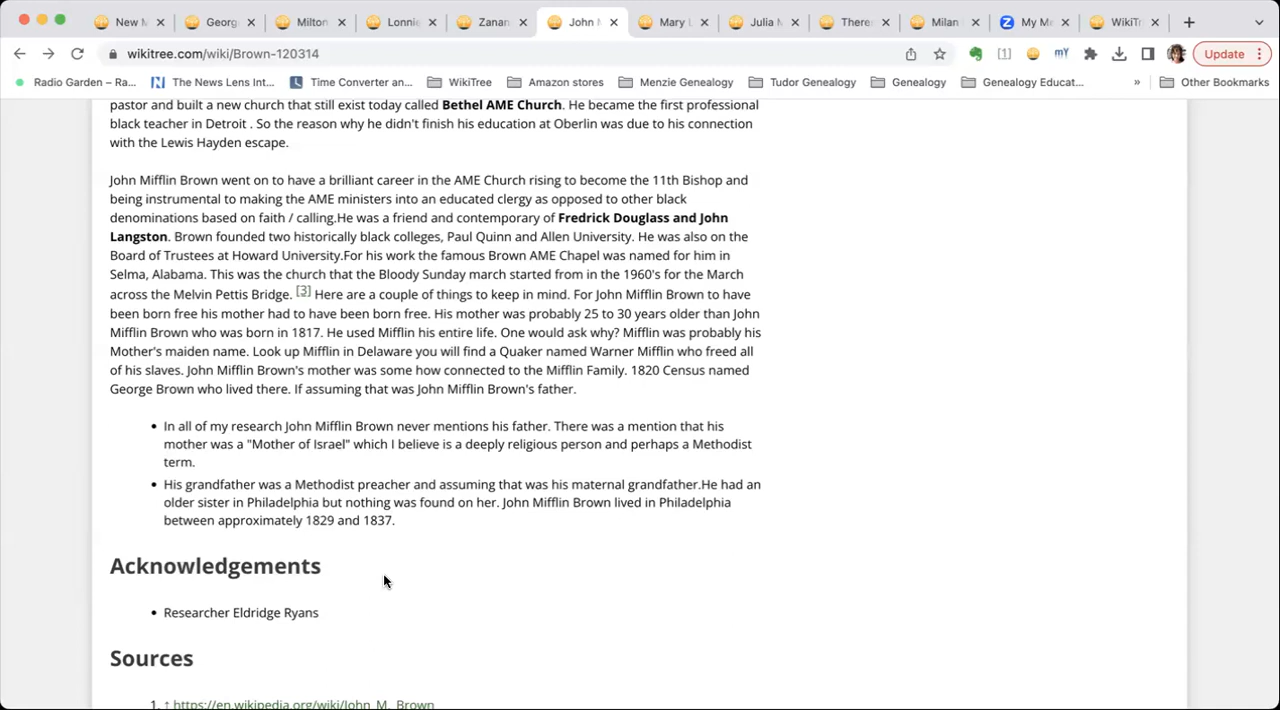 New M
Georg
Milton
Lonnie
Zanan
John M
Mary L
Julia M
There
Milan
My Me
WikiTr
wikitree.com/wiki/Brown-120314
[1]
mY
Update
Radio Garden – Ra...
The News Lens Int...
Time Converter an...
WikiTree
Amazon stores
Menzie Genealogy
Tudor Genealogy
Genealogy
Genealogy Educat...
»
Other Bookmarks
pastor and built a new church that still exist today called Bethel AME Church. He became the first professional
black teacher in Detroit . So the reason why he didn't finish his education at Oberlin was due to his connection
with the Lewis Hayden escape.
John Mifflin Brown went on to have a brilliant career in the AME Church rising to become the 11th Bishop and
being instrumental to making the AME ministers into an educated clergy as opposed to other black
denominations based on faith / calling.He was a friend and contemporary of Fredrick Douglass and John
Langston. Brown founded two historically black colleges, Paul Quinn and Allen University. He was also on the
Board of Trustees at Howard University.For his work the famous Brown AME Chapel was named for him in
Selma, Alabama. This was the church that the Bloody Sunday march started from in the 1960's for the March
across the Melvin Pettis Bridge. [3] Here are a couple of things to keep in mind. For John Mifflin Brown to have
been born free his mother had to have been born free. His mother was probably 25 to 30 years older than John
Mifflin Brown who was born in 1817. He used Mifflin his entire life. One would ask why? Mifflin was probably his
Mother's maiden name. Look up Mifflin in Delaware you will find a Quaker named Warner Mifflin who freed all
of his slaves. John Mifflin Brown's mother was some how connected to the Mifflin Family. 1820 Census named
George Brown who lived there. If assuming that was John Mifflin Brown's father.
• In all of my research John Mifflin Brown never mentions his father. There was a mention that his
mother was a "Mother of Israel" which I believe is a deeply religious person and perhaps a Methodist
term.
• His grandfather was a Methodist preacher and assuming that was his maternal grandfather.He had an
older sister in Philadelphia but nothing was found on her. John Mifflin Brown lived in Philadelphia
between approximately 1829 and 1837.
Acknowledgements
• Researcher Eldridge Ryans
Sources
1. ↑ https://en.wikipedia.org/wiki/John_M._Brown